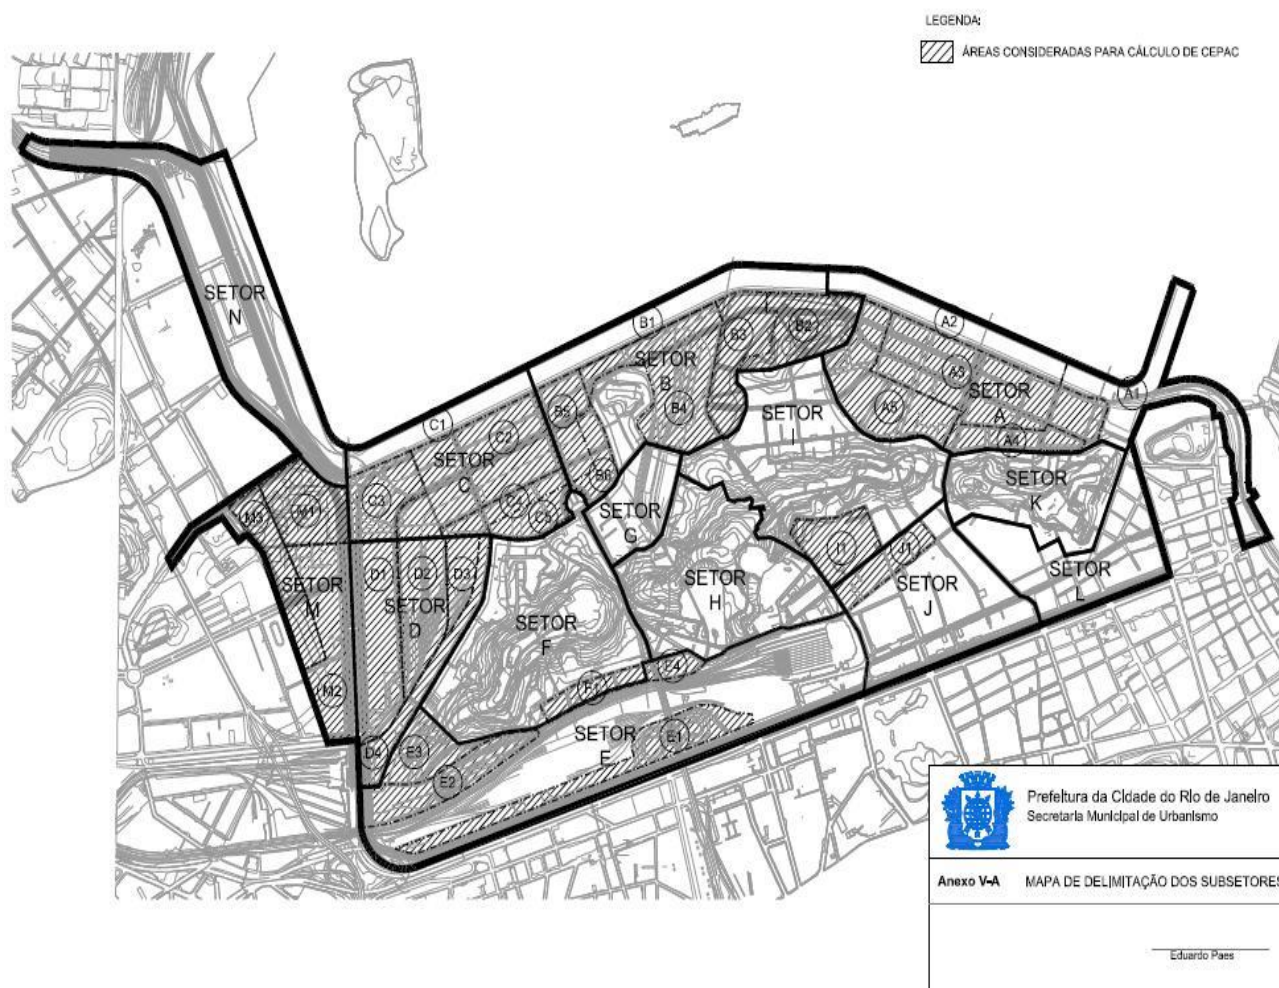 LEGENDA:
ÁREAS CONSIDERADAS PARA CÁLCULO DE CEPAC
SETOR
N
B1
A2
B3
B2
SETOR
B
A3
A1
SETOR
A
C1
B5
B4
A5
SETOR
I
C2
A4
SETOR
C
B6
SETOR
K
C3
M3
M1
C5
SETOR
G
I1
J1
D1
D2
D3
SETOR
M
SETOR
D
SETOR
H
SETOR
J
SETOR
L
SETOR
F
M2
F1
E4
SETOR
E
E1
D4
E3
E2
Prefeitura da Cidade do Rio de Janeiro
Secretaria Municipal de Urbanismo
Anexo V-A MAPA DE DELIMITAÇÃO DOS SUBSETORES
Eduardo Paes